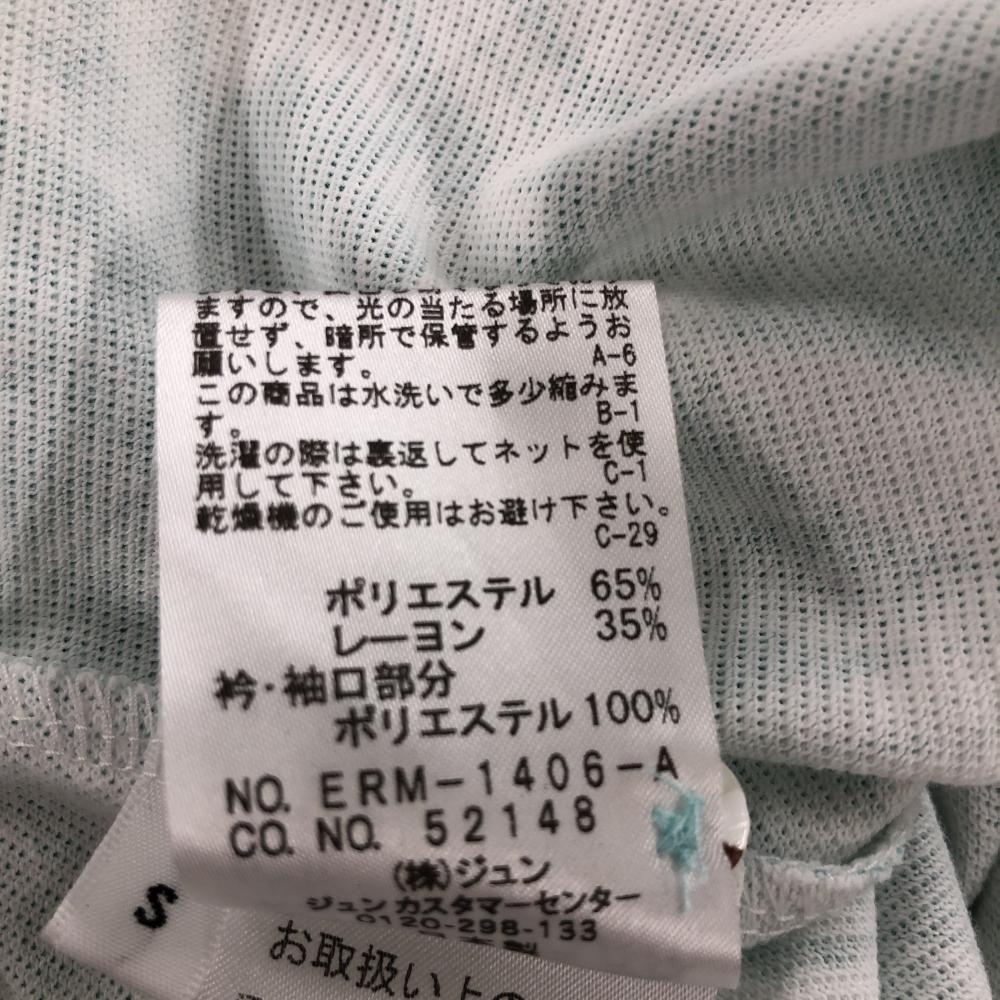 ますので、光の当たる場所に放
置せず、暗所で保管するようお
願いします。
A-6
この商品は水洗いで多少縮みま
す。
B-1
洗濯の際は裏返してネットを使
用して下さい。
C-1
乾燥機のご使用はお避け下さい。
C-29
ポリエステル 65%
レーヨン 35%
衿・袖口部分
ポリエステル 100%
NO. ERM-1406-A
CO. NO. 52148
(株)ジュン
ジュン カスタマーセンター
0120-298-133
S
お取扱い上の